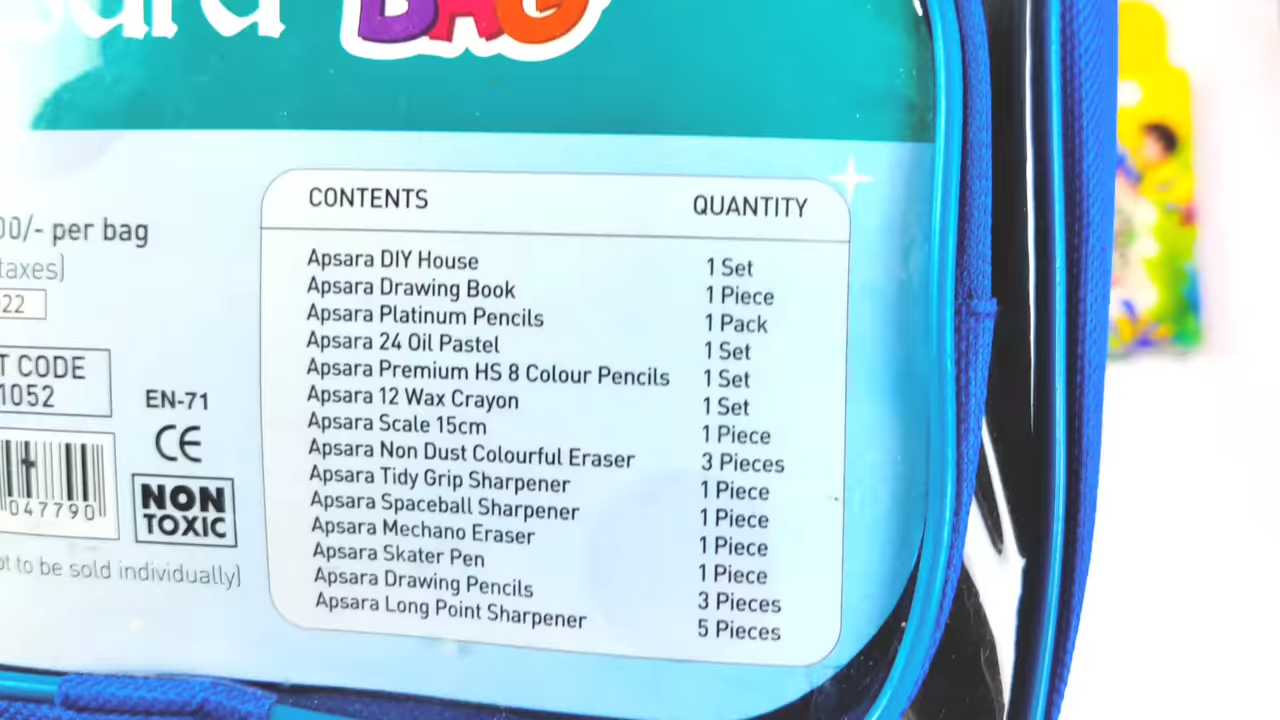 BAG
00/- per bag
taxes)
22
T CODE
1052
EN-71
CE
NON
TOXIC
047790
to be sold individually)
CONTENTS QUANTITY
Apsara DIY House 1 Set
Apsara Drawing Book 1 Piece
Apsara Platinum Pencils 1 Pack
Apsara 24 Oil Pastel 1 Set
Apsara Premium HS 8 Colour Pencils 1 Set
Apsara 12 Wax Crayon 1 Set
Apsara Scale 15cm 1 Piece
Apsara Non Dust Colourful Eraser 3 Pieces
Apsara Tidy Grip Sharpener 1 Piece
Apsara Spaceball Sharpener 1 Piece
Apsara Mechano Eraser 1 Piece
Apsara Skater Pen 1 Piece
Apsara Drawing Pencils 3 Pieces
Apsara Long Point Sharpener 5 Pieces